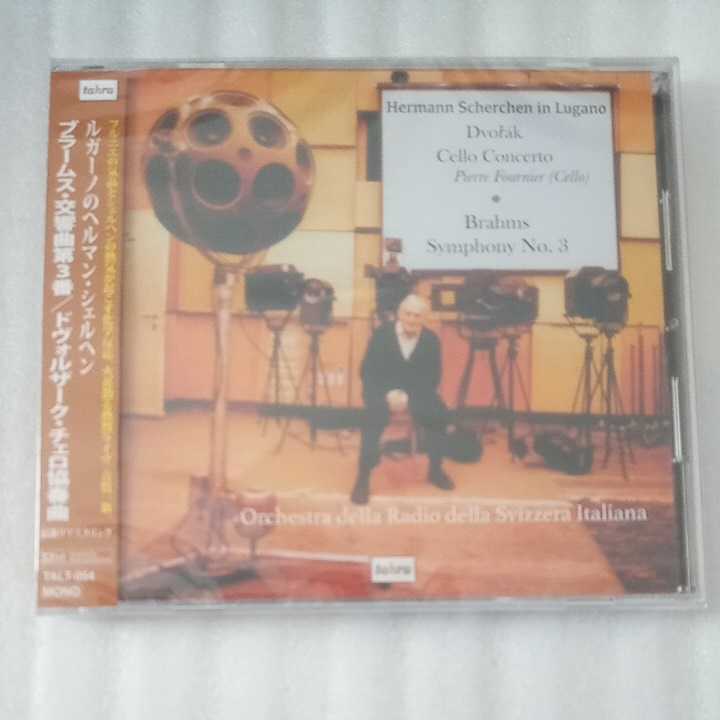 tahra
ルガーノのヘルマン・シェルヘン
ブラームス・交響曲第3番／ドヴォルザーク・チェロ協奏曲
TALT-054
MONO
Hermann Scherchen in Lugano
Dvořák
Cello Concerto
Pierre Fournier (Cello)
•
Brahms
Symphony No. 3
Orchestra della Radio della Svizzera Italiana
tahra